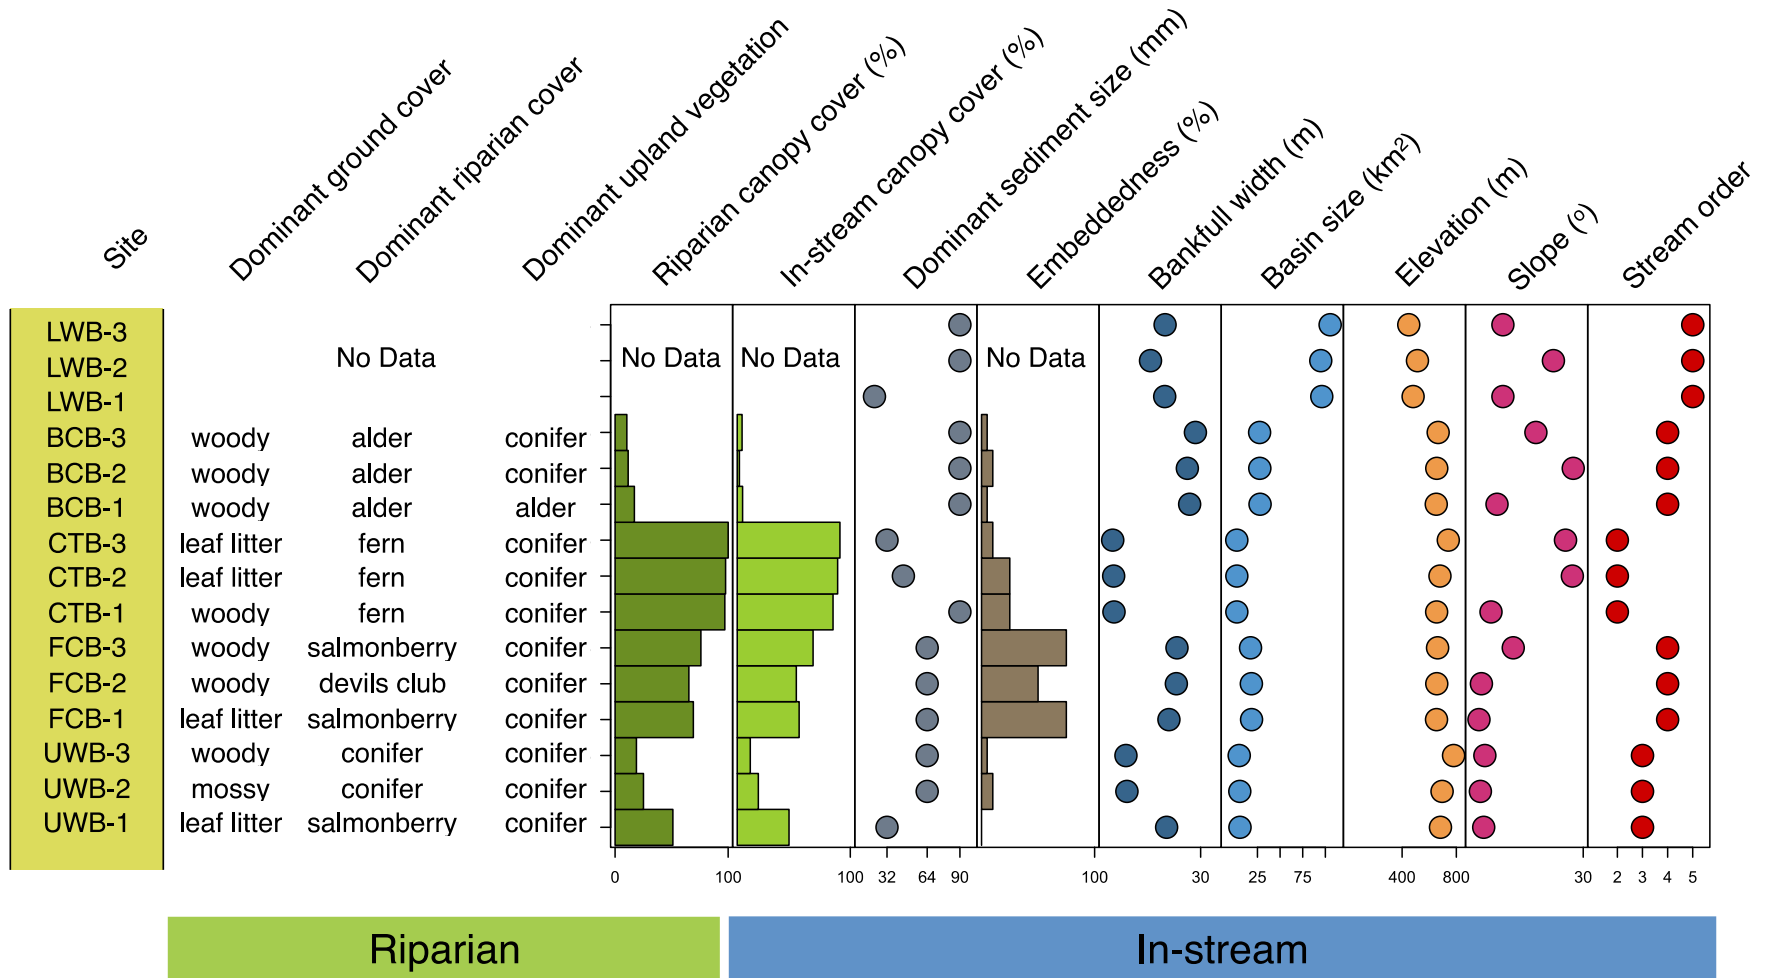 Site
Dominant ground cover
Dominant riparian cover
Dominant upland vegetation
Riparian canopy cover (%)
In-stream canopy cover (%)
Dominant sediment size (mm)
Embeddedness (%)
Bankfull width (m)
Basin size (km²)
Elevation (m)
Slope (º)
Stream order
LWB-3
LWB-2 No Data No Data No Data No Data
LWB-1
BCB-3 woody alder conifer
BCB-2 woody alder conifer
BCB-1 woody alder alder
CTB-3 leaf litter fern conifer
CTB-2 leaf litter fern conifer
CTB-1 woody fern conifer
FCB-3 woody salmonberry conifer
FCB-2 woody devils club conifer
FCB-1 leaf litter salmonberry conifer
UWB-3 woody conifer conifer
UWB-2 mossy conifer conifer
UWB-1 leaf litter salmonberry conifer
0 100 100 32 64 90 100 30 25 75 400 800 30 2 3 4 5
Riparian In-stream